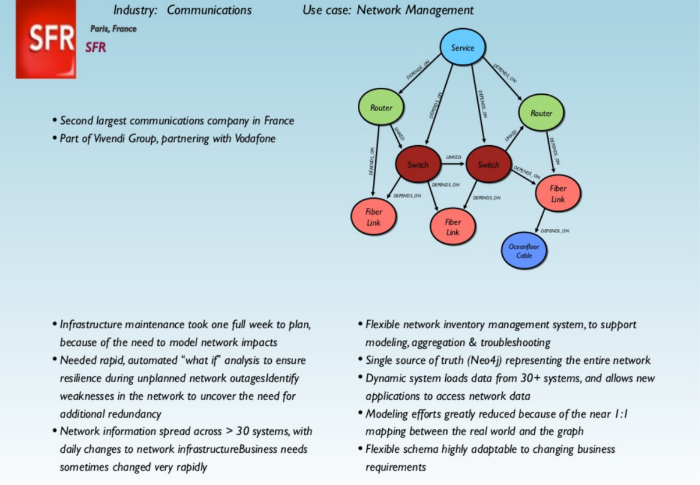 Industry: Communications
Use case: Network Management
SFR
Paris, France
SFR
• Second largest communications company in France
• Part of Vivendi Group, partnering with Vodafone
Service
DEPENDS_ON
DEPENDS_ON
DEPENDS_ON
DEPENDS_ON
Router
Router
LINKED
LINKED
DEPENDS_ON
DEPENDS_ON
Switch
LINKED
Switch
DEPENDS_ON
DEPENDS_ON
DEPENDS_ON
DEPENDS_ON
Fiber
Link
Fiber
Link
Fiber
Link
DEPENDS_ON
Oceanfloor
Cable
• Infrastructure maintenance took one full week to plan,
because of the need to model network impacts
• Needed rapid, automated “what if” analysis to ensure
resilience during unplanned network outagesIdentify
weaknesses in the network to uncover the need for
additional redundancy
• Network information spread across > 30 systems, with
daily changes to network infrastructureBusiness needs
sometimes changed very rapidly
• Flexible network inventory management system, to support
modeling, aggregation & troubleshooting
• Single source of truth (Neo4j) representing the entire network
• Dynamic system loads data from 30+ systems, and allows new
applications to access network data
• Modeling efforts greatly reduced because of the near 1:1
mapping between the real world and the graph
• Flexible schema highly adaptable to changing business
requirements